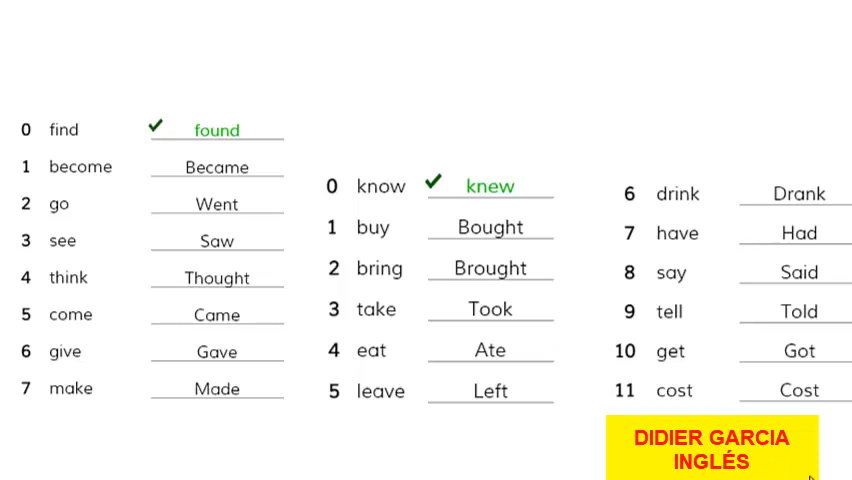 0 find found
1 become Became
2 go Went
3 see Saw
4 think Thought
5 come Came
6 give Gave
7 make Made
0 know knew
1 buy Bought
2 bring Brought
3 take Took
4 eat Ate
5 leave Left
6 drink Drank
7 have Had
8 say Said
9 tell Told
10 get Got
11 cost Cost
DIDIER GARCIA
INGLÉS